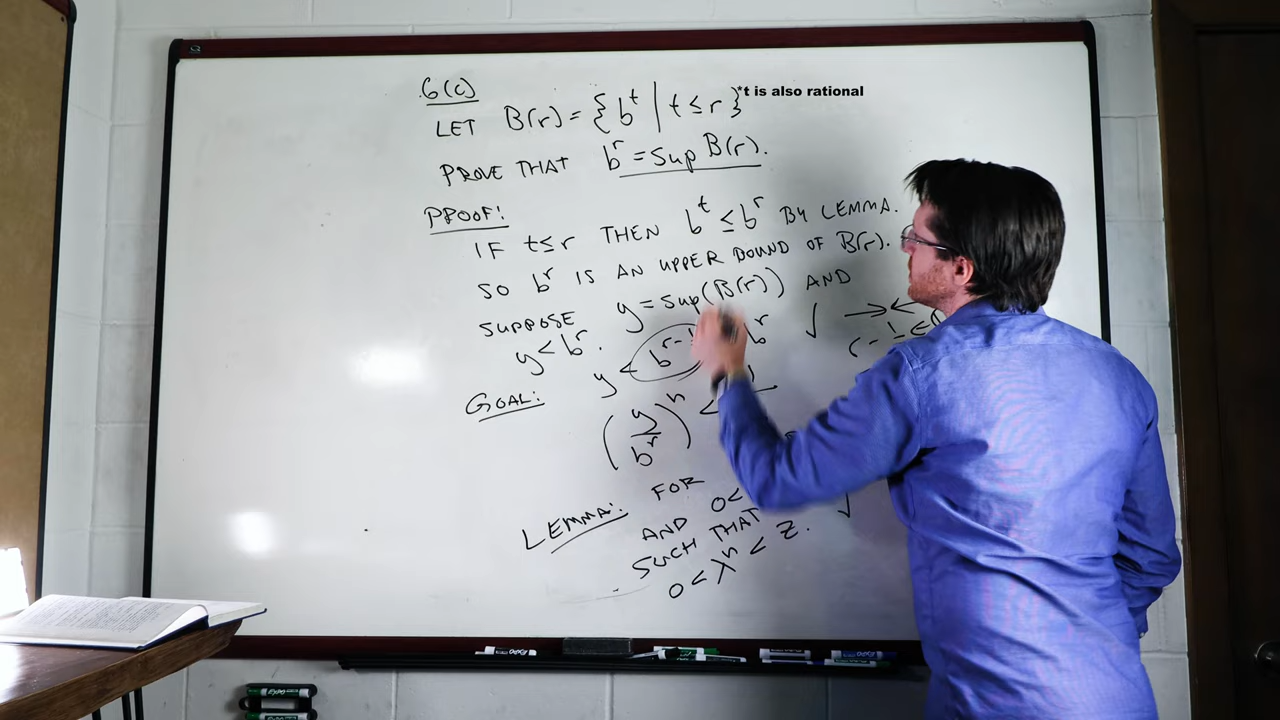 6(c)
LET B(r) = {b^t | t ≤ r} *t is also rational
PROVE THAT b^r = Sup B(r).
PROOF:
IF t ≤ r THEN b^t ≤ b^r BY LEMMA.
SO b^r IS AN UPPER BOUND OF B(r).
SUPPOSE y = Sup(B(r)) AND
y < b^r.
GOAL: y < b^r- b^r √ →←
(y/b^r)^n <
LEMMA: FOR
AND 0<
SUCH THAT
0 < λ^n < z.